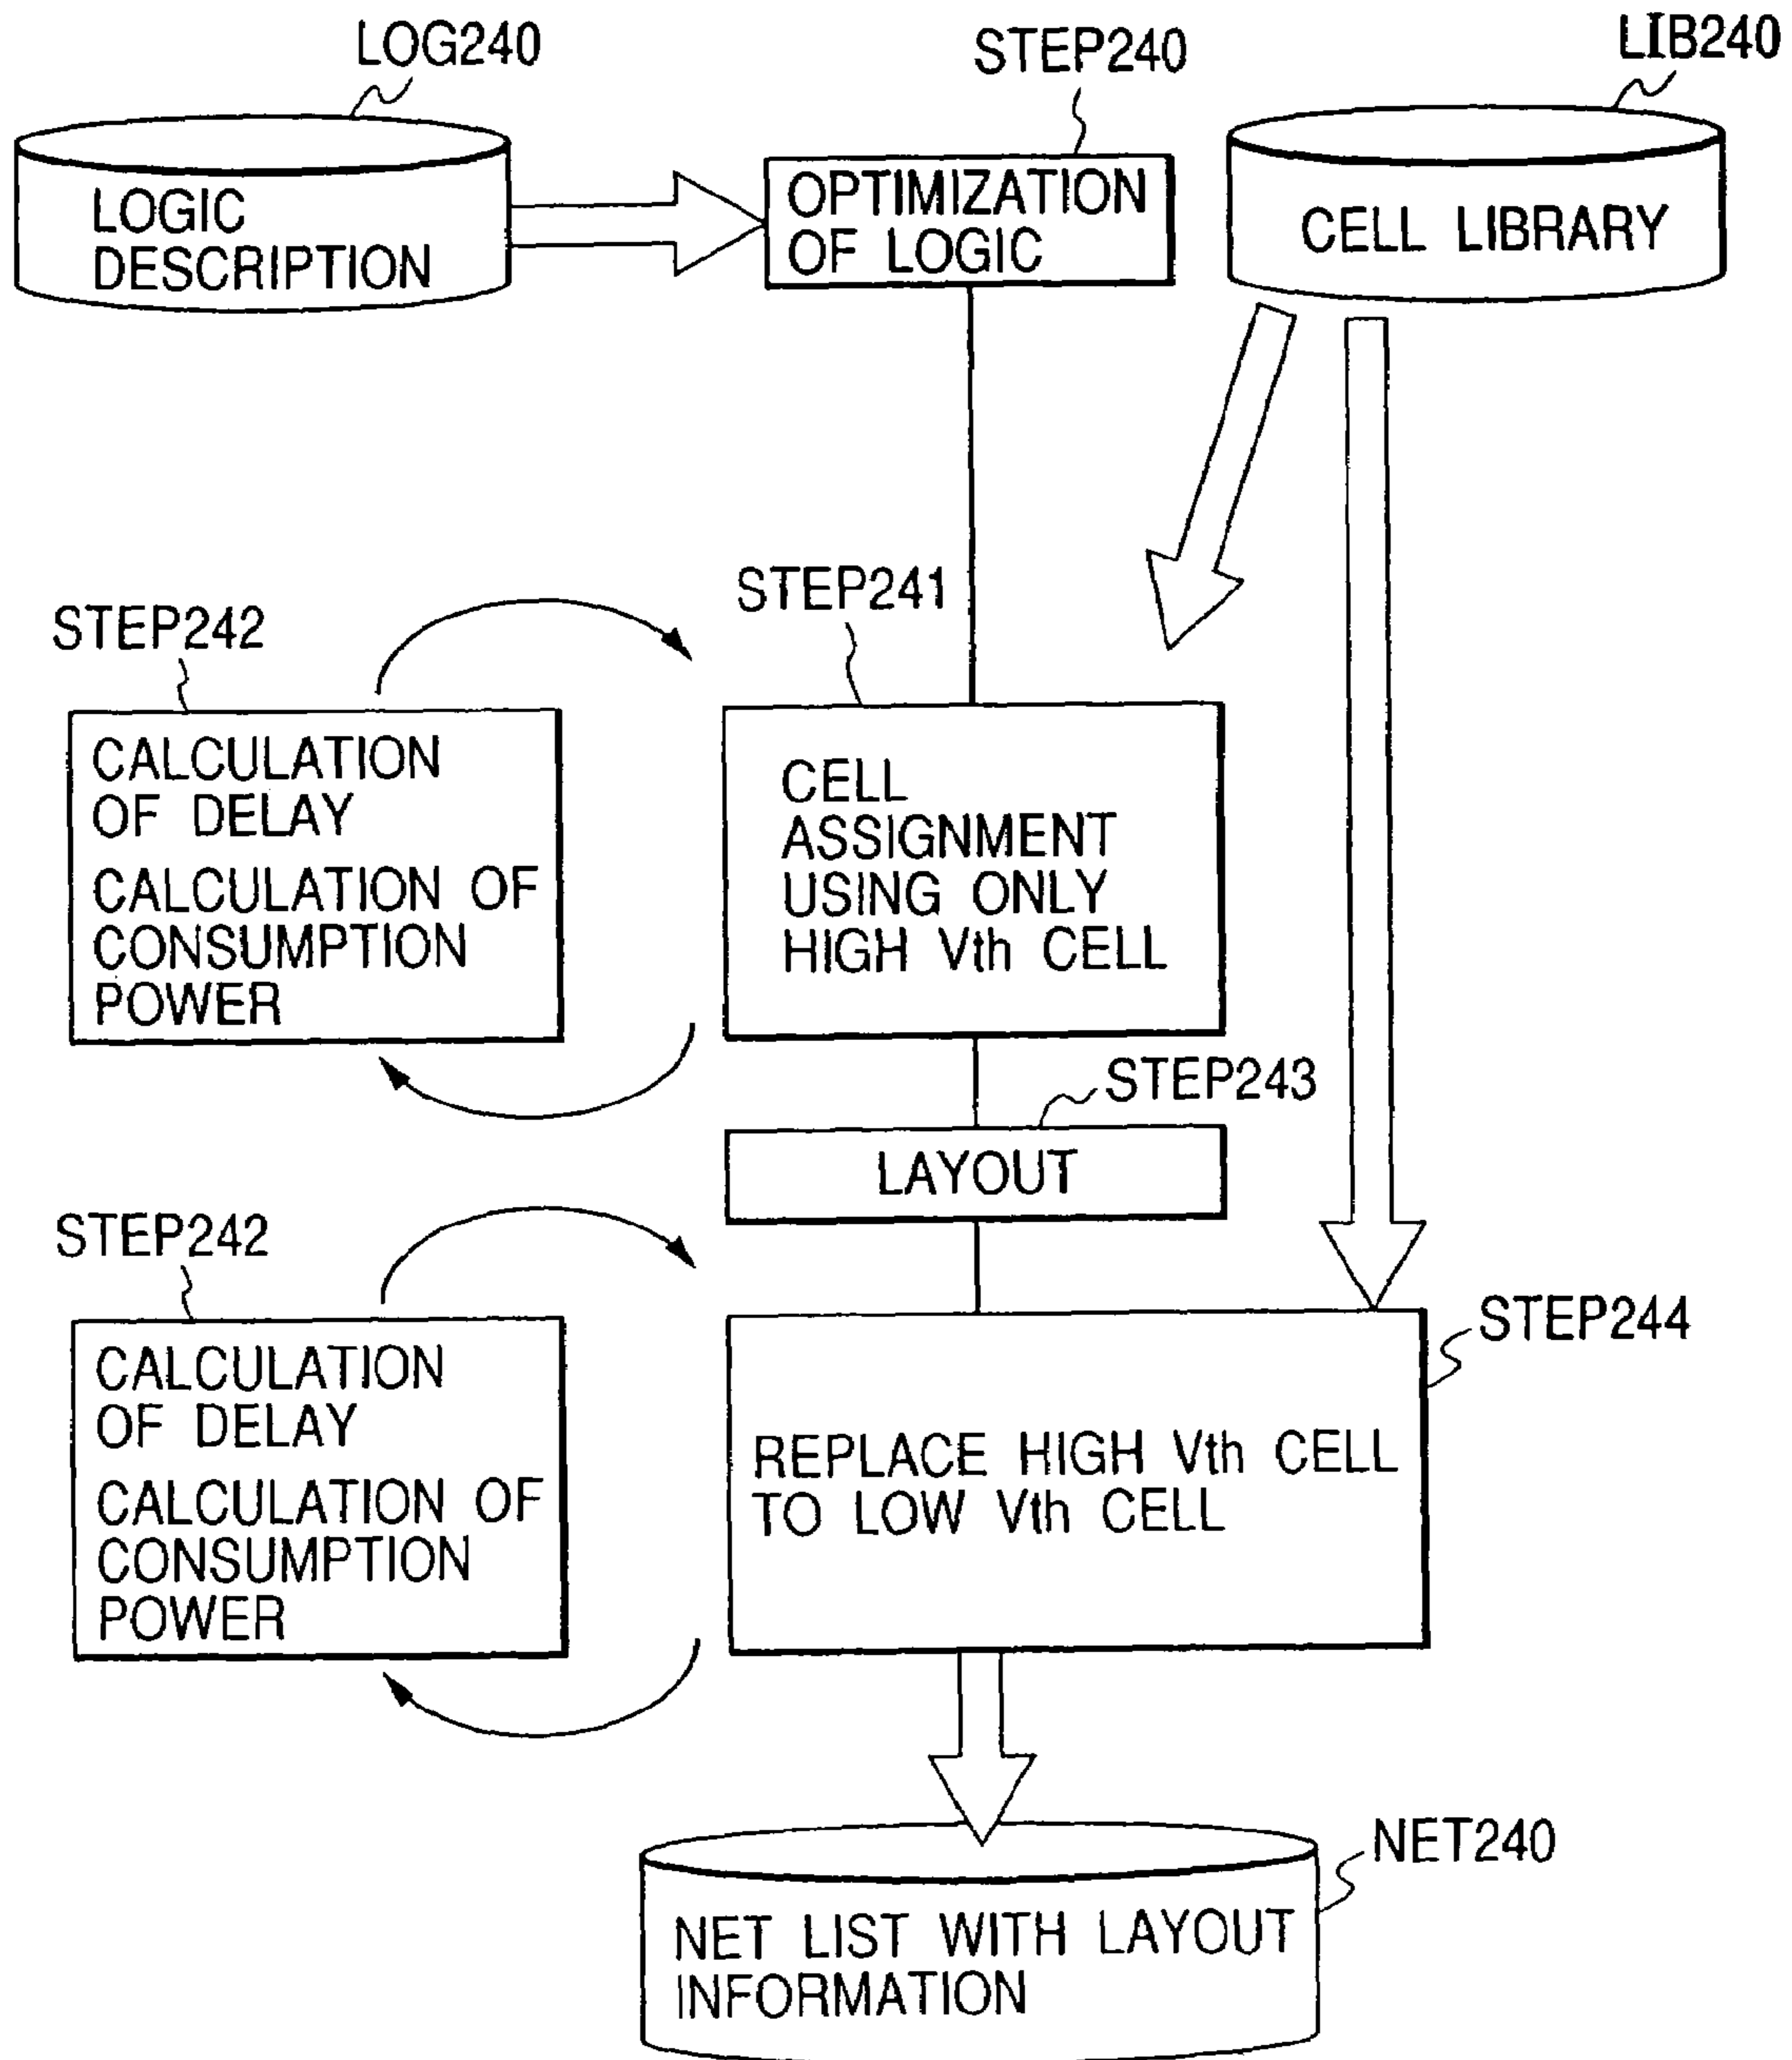 LOG240
STEP240
LIB240
LOGIC
DESCRIPTION
OPTIMIZATION
OF LOGIC
CELL LIBRARY
STEP241
STEP242
CALCULATION
OF DELAY
CALCULATION OF
CONSUMPTION
POWER
CELL
ASSIGNMENT
USING ONLY
HIGH Vth CELL
STEP243
LAYOUT
STEP242
CALCULATION
OF DELAY
CALCULATION OF
CONSUMPTION
POWER
STEP244
REPLACE HIGH Vth CELL
TO LOW Vth CELL
NET240
NET LIST WITH LAYOUT
INFORMATION